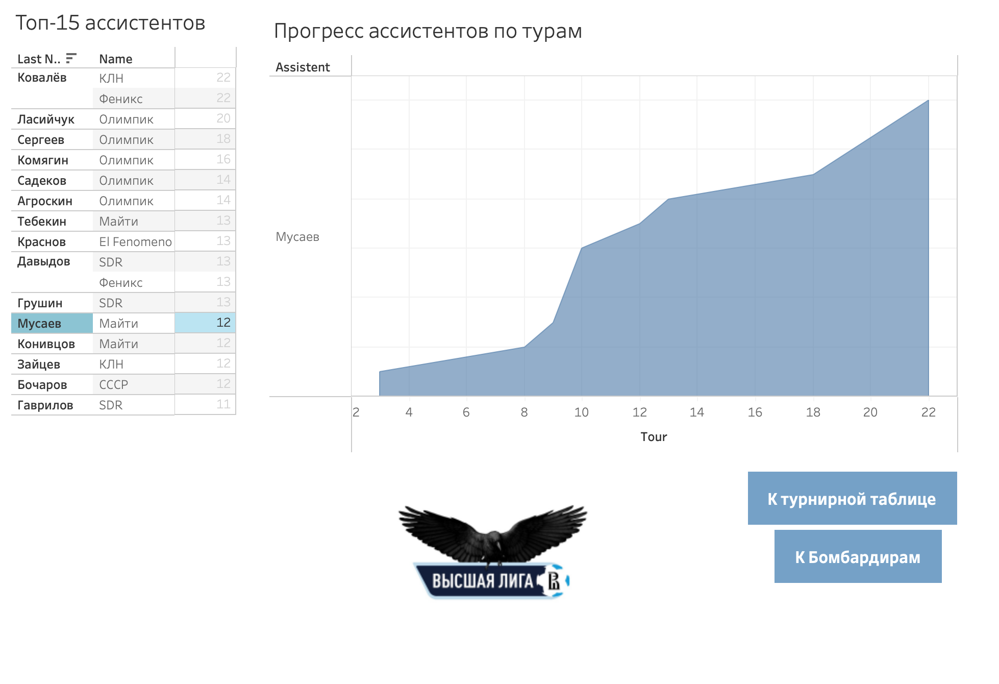 Топ-15 ассистентов
Last N.. Name
Ковалёв КЛН 22
Феникс 22
Ласийчук Олимпик 20
Сергеев Олимпик 18
Комягин Олимпик 16
Садеков Олимпик 14
Агроскин Олимпик 14
Тебекин Майти 13
Краснов El Fenomeno 13
Давыдов SDR 13
Феникс 13
Грушин SDR 13
Мусаев Майти 12
Конивцов Майти 12
Зайцев КЛН 12
Бочаров СССР 12
Гаврилов SDR 11
Прогресс ассистентов по турам
Assistent
Мусаев
2 4 6 8 10 12 14 16 18 20 22
Tour
К турнирной таблице
К Бомбардирам
ВЫСШАЯ ЛИГА